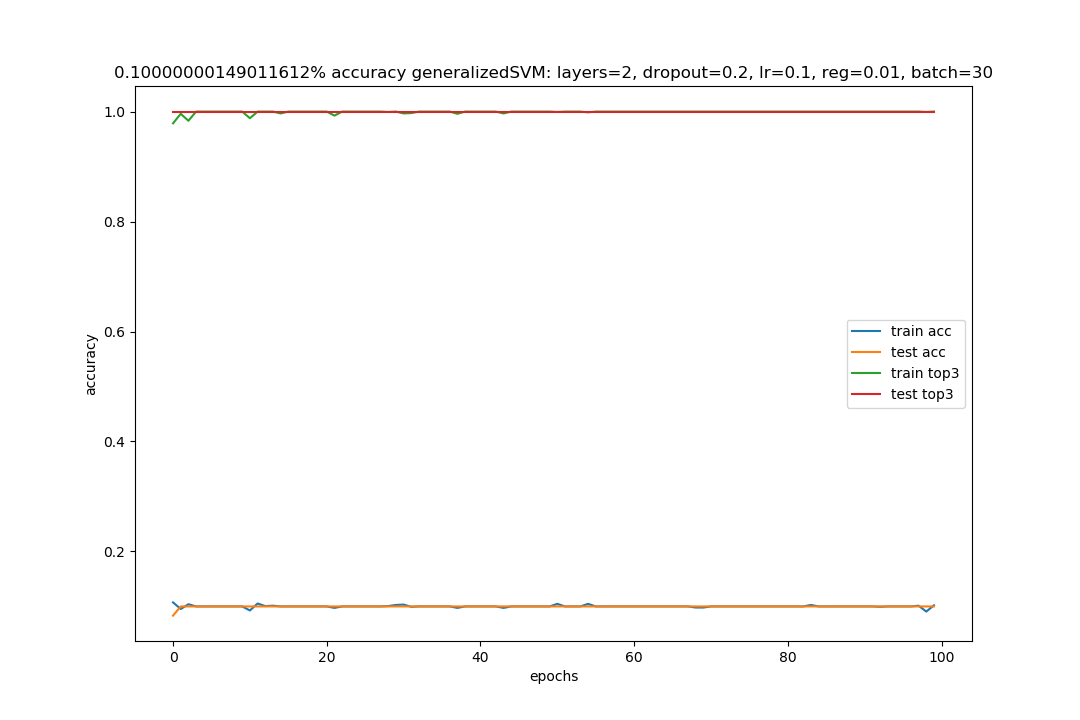 0.10000000149011612% accuracy generalizedSVM: layers=2, dropout=0.2, lr=0.1, reg=0.01, batch=30
1.0
0.8
0.6
0.4
0.2
accuracy
train acc
test acc
train top3
test top3
0 20 40 60 80 100
epochs